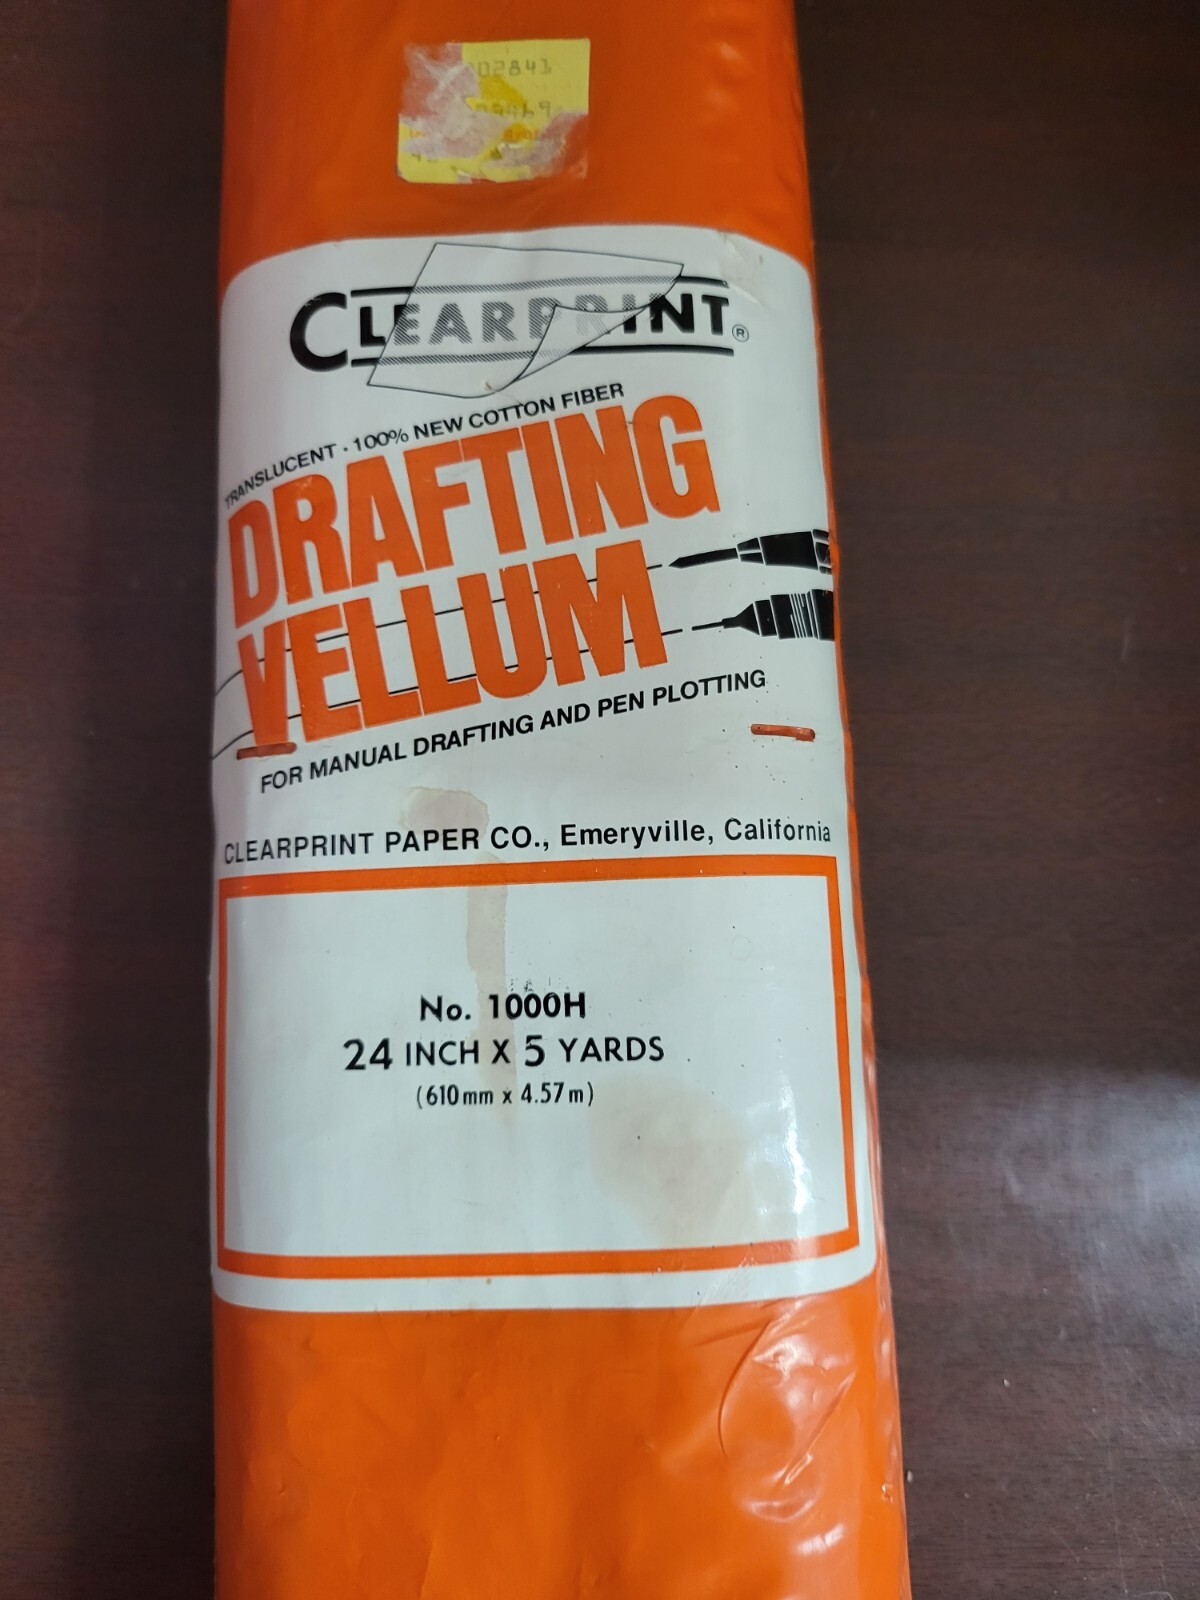 02841
CLEARPRINT®
TRANSLUCENT · 100% NEW COTTON FIBER
DRAFTING
VELLUM
FOR MANUAL DRAFTING AND PEN PLOTTING
CLEARPRINT PAPER CO., Emeryville, California
No. 1000H
24 INCH X 5 YARDS
(610mm x 4.57m)